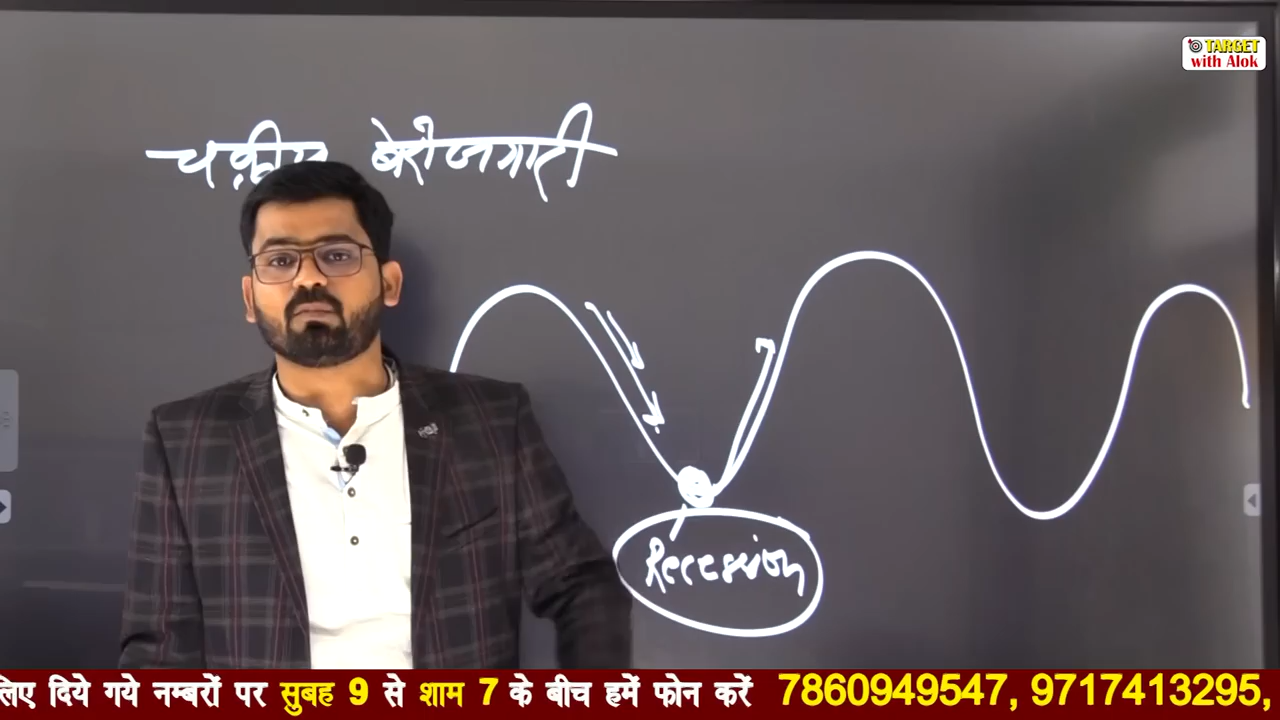 TARGET
with Alok
चक्रीय बेरोजगारी
Recession
लिए दिये गये नम्बरों पर सुबह 9 से शाम 7 के बीच हमें फोन करें 7860949547, 9717413295,